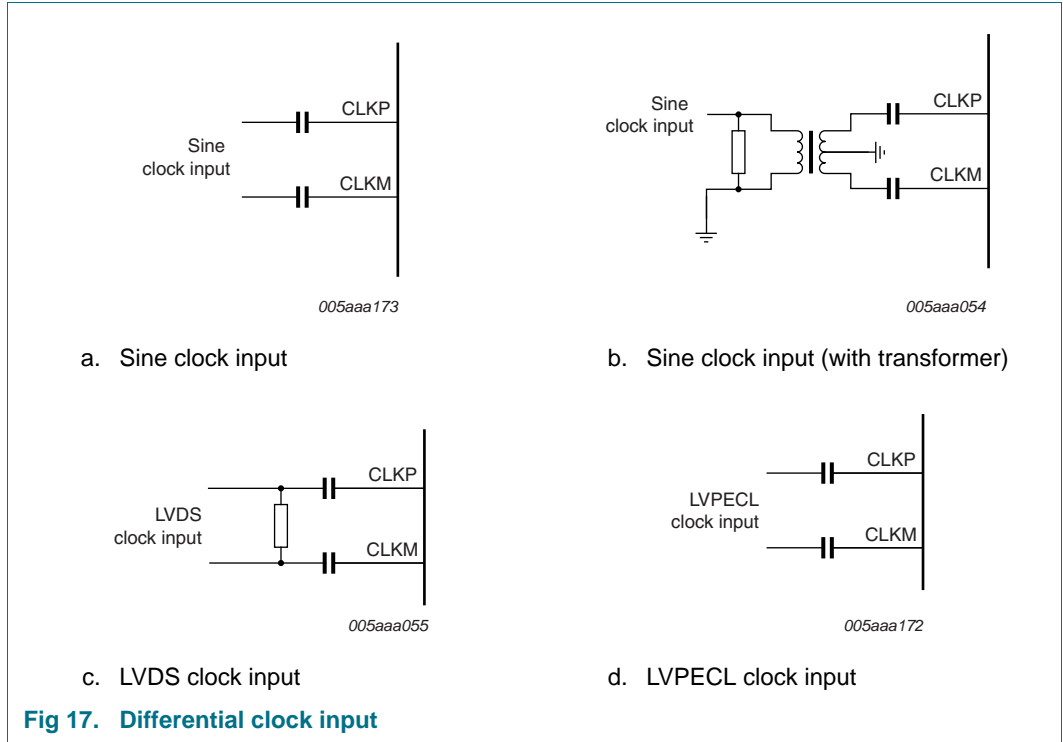 Sine
clock input
CLKP
CLKM
005aaa173
a. Sine clock input
Sine
clock input
CLKP
CLKM
005aaa054
b. Sine clock input (with transformer)
LVDS
clock input
CLKP
CLKM
005aaa055
c. LVDS clock input
LVPECL
clock input
CLKP
CLKM
005aaa172
d. LVPECL clock input
Fig 17. Differential clock input